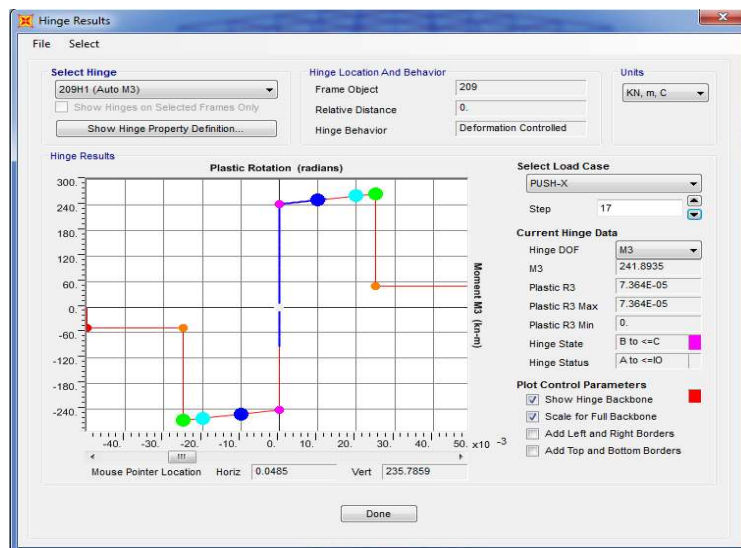 Hinge Results
File Select
Select Hinge
209H1 (Auto M3)
Show Hinges on Selected Frames Only
Show Hinge Property Definition...
Hinge Location And Behavior
Frame Object 209
Relative Distance 0.
Hinge Behavior Deformation Controlled
Units
KN, m, C
Hinge Results
Plastic Rotation (radians)
300.
240.
180.
120.
60.
0.
-60.
-120.
-180.
-240.
-40. -30. -20. -10. 0. 10. 20. 30. 40. 50. x10 -3
Moment M3 (kn-m)
Mouse Pointer Location Horiz 0.0485 Vert 235.7859
Select Load Case
PUSH-X
Step 17
Current Hinge Data
Hinge DOF M3
M3 241.8935
Plastic R3 7.364E-05
Plastic R3 Max 7.364E-05
Plastic R3 Min 0.
Hinge State B to <=C
Hinge Status A to <=IO
Plot Control Parameters
Show Hinge Backbone
Scale for Full Backbone
Add Left and Right Borders
Add Top and Bottom Borders
Done